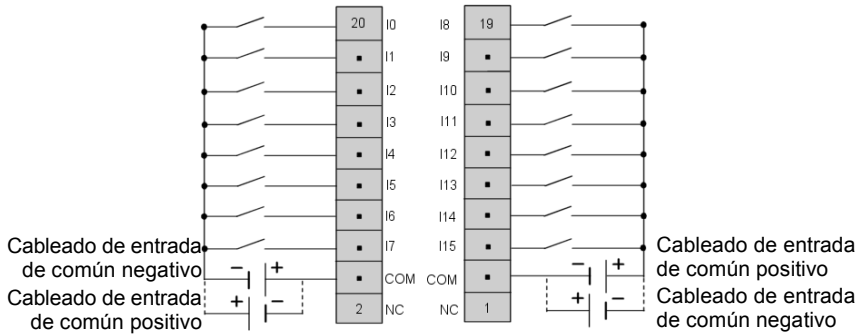 20 I0 I8 19
I1 I9
I2 I10
I3 I11
I4 I12
I5 I13
I6 I14
I7 I15
Cableado de entrada
de común negativo
− +
COM COM
− +
Cableado de entrada
de común positivo
Cableado de entrada
de común positivo
+ −
2 NC NC 1
+ −
Cableado de entrada
de común negativo